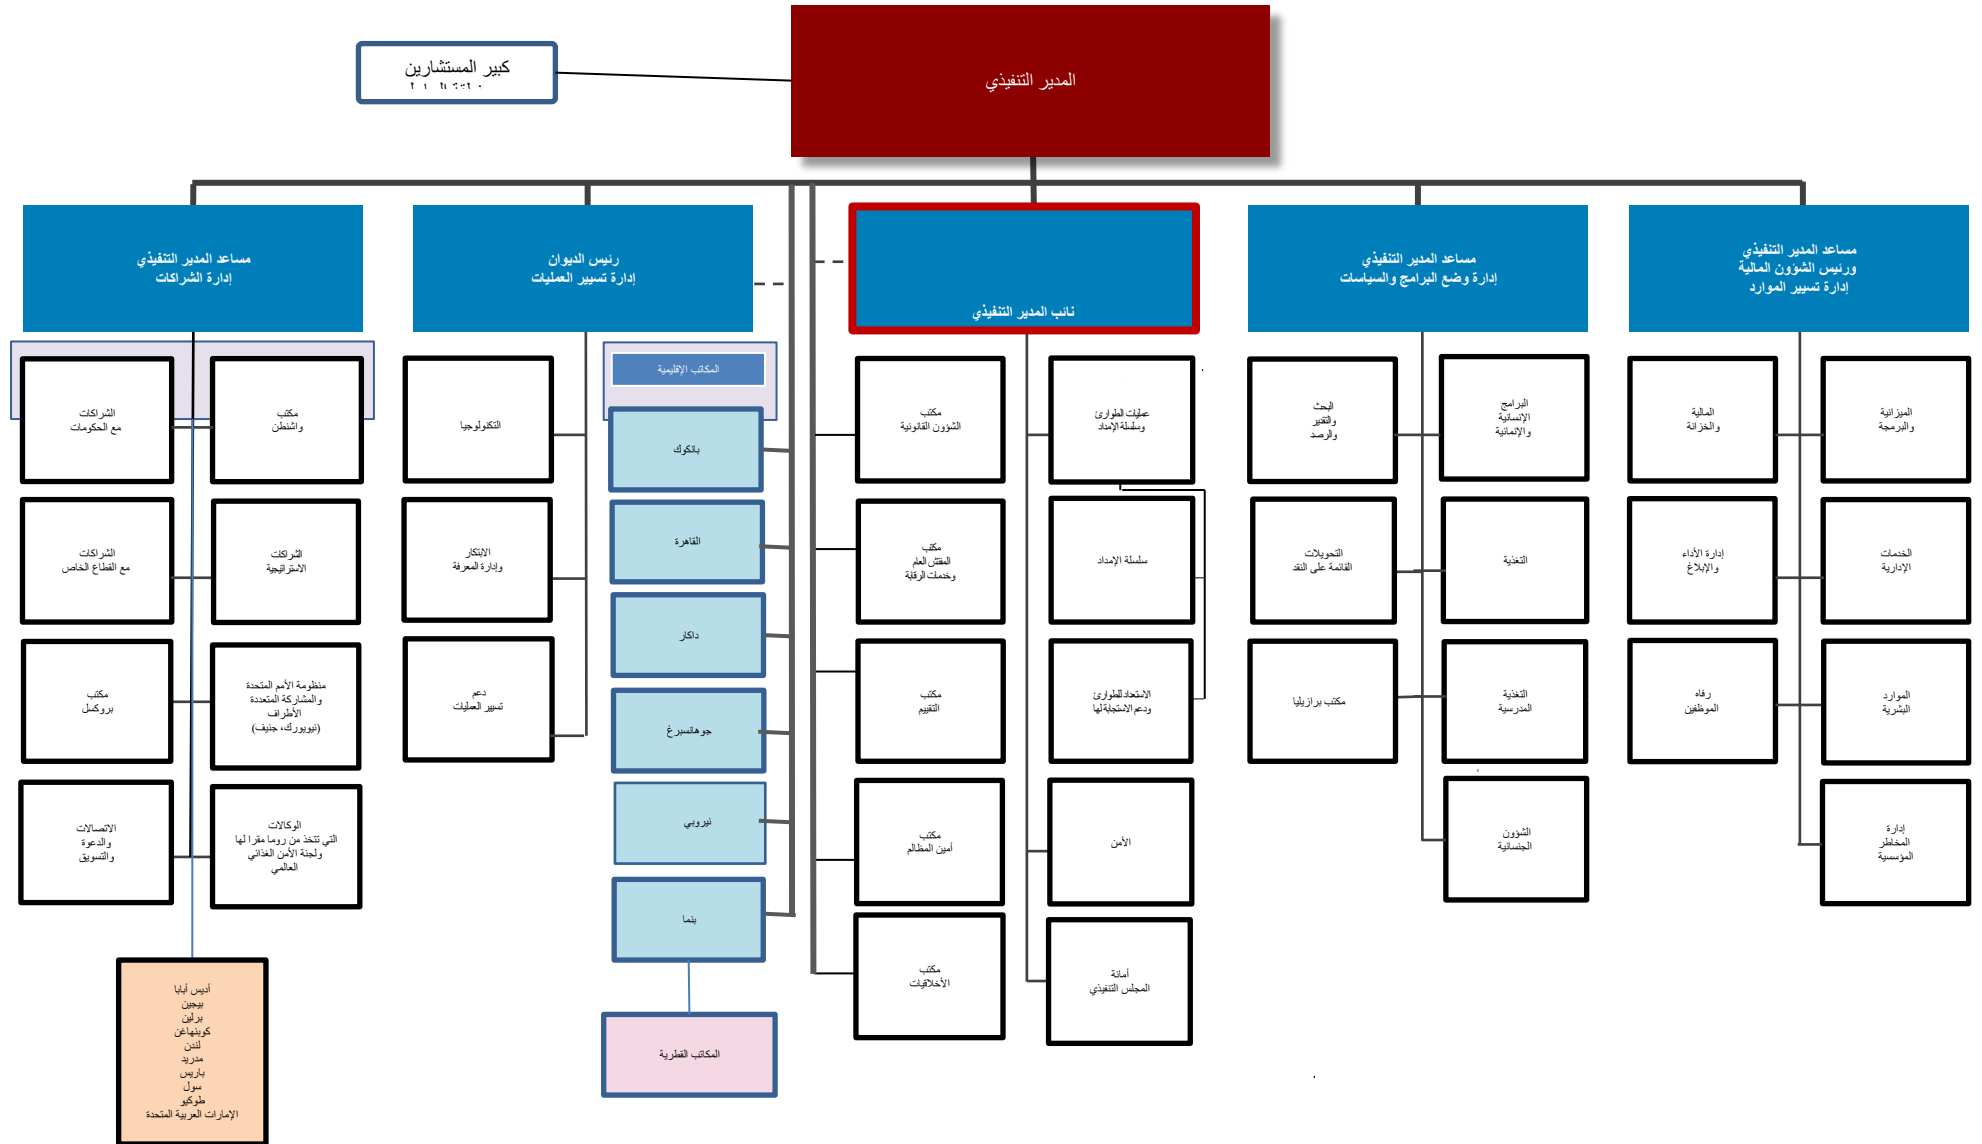 المدير التنفيذي
كبير المستشارين
مساعد المدير التنفيذي
ورئيس الشؤون المالية
إدارة تسيير الموارد
مساعد المدير التنفيذي
إدارة وضع البرامج والسياسات
نائب المدير التنفيذي
رئيس الديوان
إدارة تسيير العمليات
مساعد المدير التنفيذي
إدارة الشراكات
الميزانية
والبرمجة
المالية
والخزانة
الخدمات
الإدارية
إدارة الأداء
والإبلاغ
الموارد
البشرية
رفاه
الموظفين
إدارة
المخاطر
المؤسسية
البرامج
الإنسانية
والإنمائية
البحث
والتقدير
والرصد
التغذية
التحويلات
القائمة على النقد
التغذية
المدرسية
مكتب برازيليا
الشؤون
الجنسانية
عمليات الطوارئ
وسلسلة الإمداد
مكتب
الشؤون القانونية
سلسلة الإمداد
مكتب
المفتش العام
وخدمات الرقابة
الاستعداد للطوارئ
ودعم الاستجابة لها
مكتب
التقييم
الأمن
مكتب
أمين المظالم
أمانة
المجلس التنفيذي
مكتب
الأخلاقيات
المكاتب الإقليمية
بانكوك
القاهرة
داكار
جوهانسبرغ
نيروبي
بنما
المكاتب القطرية
التكنولوجيا
الابتكار
وإدارة المعرفة
دعم
تسيير العمليات
مكتب
واشنطن
الشراكات
مع الحكومات
الشراكات
الاستراتيجية
الشراكات
مع القطاع الخاص
منظومة الأمم المتحدة
والمشاركة المتعددة
الأطراف
(نيويورك، جنيف)
مكتب
بروكسل
الوكالات
التي تتخذ من روما مقرا لها
ولجنة الأمن الغذائي
العالمي
الاتصالات
والدعوة
والتسويق
أديس أبابا
بيجين
برلين
كوبنهاغن
لندن
مدريد
باريس
سول
طوكيو
الإمارات العربية المتحدة